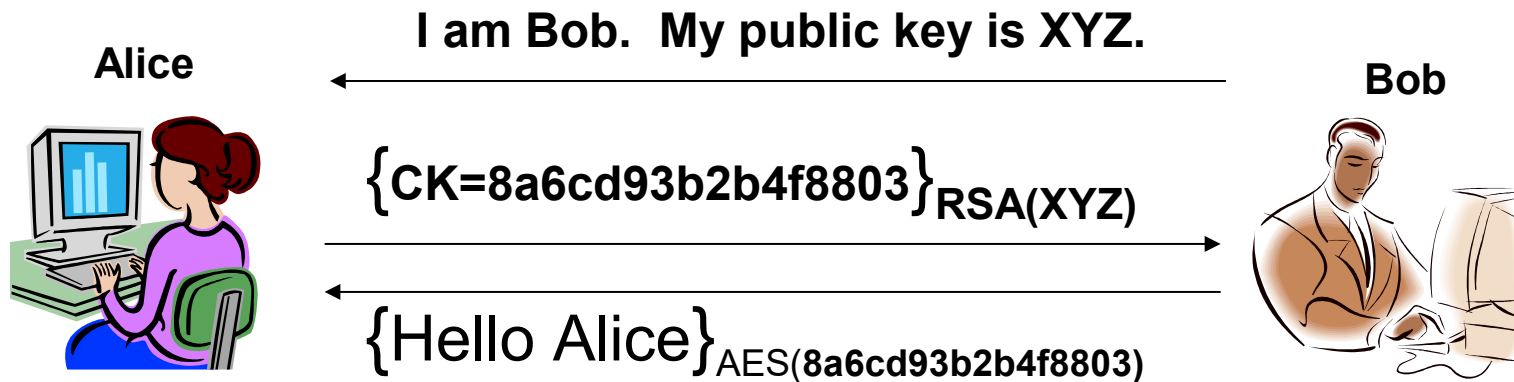 I am Bob.  My public key is XYZ.
Alice
Bob
{CK=8a6cd93b2b4f8803}RSA(XYZ)
{Hello Alice}AES(8a6cd93b2b4f8803)